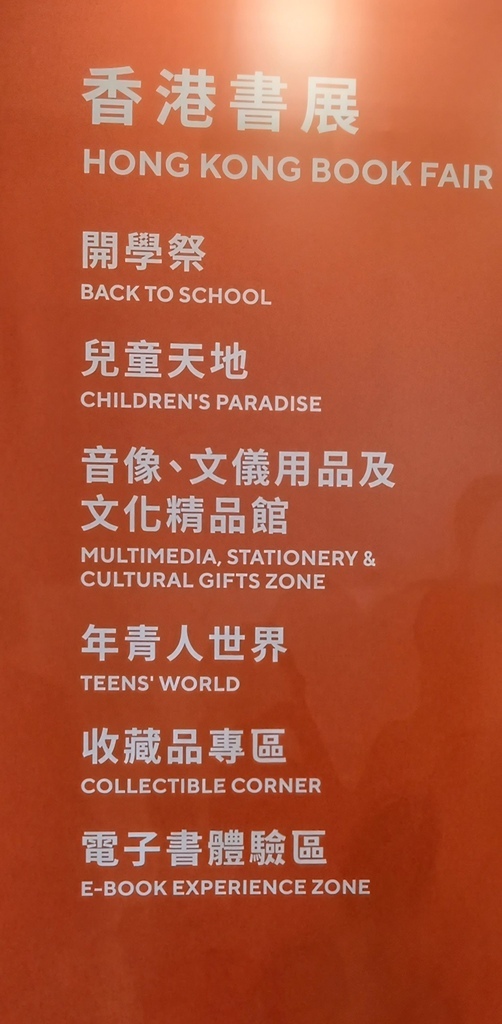 香港書展
HONG KONG BOOK FAIR
開學祭
BACK TO SCHOOL
兒童天地
CHILDREN'S PARADISE
音像、文儀用品及
文化精品館
MULTIMEDIA, STATIONERY &
CULTURAL GIFTS ZONE
年青人世界
TEENS' WORLD
收藏品專區
COLLECTIBLE CORNER
電子書體驗區
E-BOOK EXPERIENCE ZONE